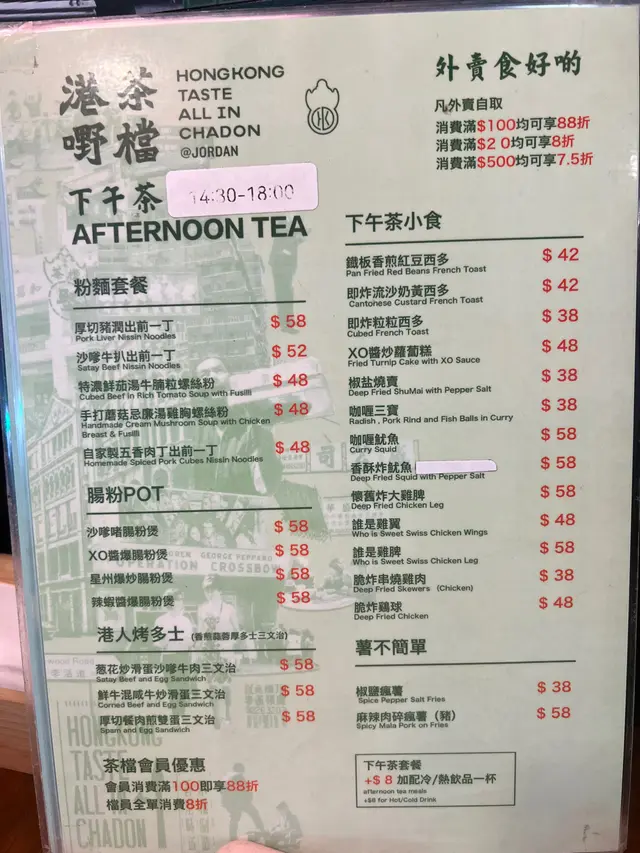 港茶
嘢檔
HONGKONG
TASTE
ALL IN
CHADON
@JORDAN
HK
外賣食好啲
凡外賣自取
消費滿$100均可享88折
消費滿$2 0均可享8折
消費滿$500均可享7.5折
下午茶 14:30-18:00
AFTERNOON TEA
粉麵套餐
厚切豬潤出前一丁 $ 58
Pork Liver Nissin Noodles
沙嗲牛扒出前一丁 $ 52
Satay Beef Nissin Noodles
特濃鮮茄湯牛腩粒螺絲粉 $ 48
Cubed Beef in Rich Tomato Soup with Fusilli
手打蘑菇忌廉湯雞胸螺絲粉 $ 48
Handmade Cream Mushroom Soup with Chicken
Breast & Fusilli
自家製五香肉丁出前一丁 $ 48
Homemade Spiced Pork Cubes Nissin Noodles
腸粉POT
沙嗲啫腸粉煲 $ 58
XO醬爆腸粉煲 $ 58
星州爆炒腸粉煲 $ 58
辣蝦醬爆腸粉煲 $ 58
港人烤多士 (香煎蒜蓉厚多士三文治)
葱花炒滑蛋沙嗲牛肉三文治 $ 58
Satay Beef and Egg Sandwich
鮮牛混咸牛炒滑蛋三文治 $ 58
Corned Beef and Egg Sandwich
厚切餐肉煎雙蛋三文治 $ 58
Spam and Egg Sandwich
茶檔會員優惠
會員消費滿100即享88折
檔員全單消費8折
下午茶小食
鐵板香煎紅豆西多 $ 42
Pan Fried Red Beans French Toast
即炸流沙奶黃西多 $ 42
Cantonese Custard French Toast
即炸粒粒西多 $ 38
Cubed French Toast
XO醬炒蘿蔔糕 $ 48
Fried Turnip Cake with XO Sauce
椒鹽燒賣 $ 38
Deep Fried ShuMai with Pepper Salt
咖喱三寶 $ 38
Radish , Pork Rind and Fish Balls in Curry
咖喱魷魚 $ 58
Curry Squid
香酥炸魷魚 $ 58
Deep Fried Squid with Pepper Salt
懷舊炸大雞脾 $ 58
Deep Fried Chicken Leg
誰是雞翼 $ 48
Who is Sweet Swiss Chicken Wings
誰是雞脾 $ 58
Who is Sweet Swiss Chicken Leg
脆炸串燒雞肉 $ 38
Deep Fried Skewers (Chicken)
脆炸鷄球 $ 48
Deep Fried Chicken
薯不簡單
椒鹽瘋薯 $ 38
Spice Pepper Salt Fries
麻辣肉碎瘋薯（豬） $ 58
Spicy Mala Pork on Fries
下午茶套餐
+$ 8 加配冷/熱飲品一杯
afternoon tea meals
+$8 for Hot/Cold Drink
GEORGE PEPPARD
OPERATION CROSSBOW
HONGKONG
TASTE
ALL IN
CHADON